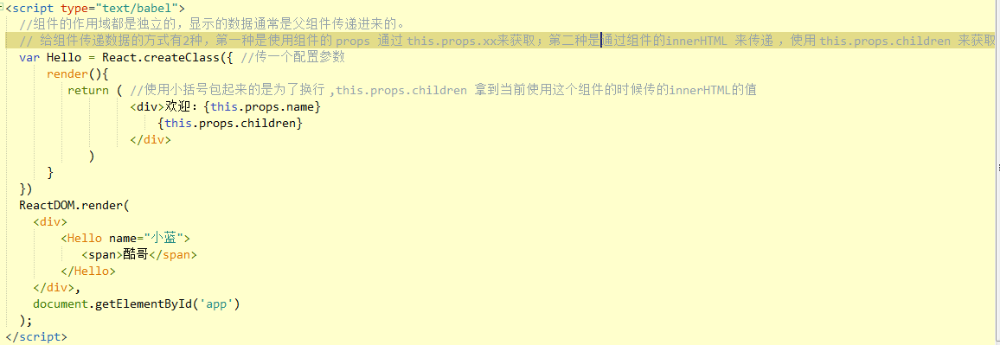 <script type="text/babel">
//组件的作用域都是独立的，显示的数据通常是父组件传递进来的。
// 给组件传递数据的方式有2种，第一种是使用组件的 props 通过 this.props.xx来获取；第二种是通过组件的innerHTML 来传递 ，使用 this.props.children 来获取
var Hello = React.createClass({ //传一个配置参数
render(){
return ( //使用小括号包起来的是为了换行 ,this.props.children 拿到当前使用这个组件的时候传的innerHTML的值
<div>欢迎：{this.props.name}
{this.props.children}
</div>
)
}
})
ReactDOM.render(
<div>
<Hello name="小蓝">
<span>酷哥</span>
</Hello>
</div>,
document.getElementById('app')
);
</script>